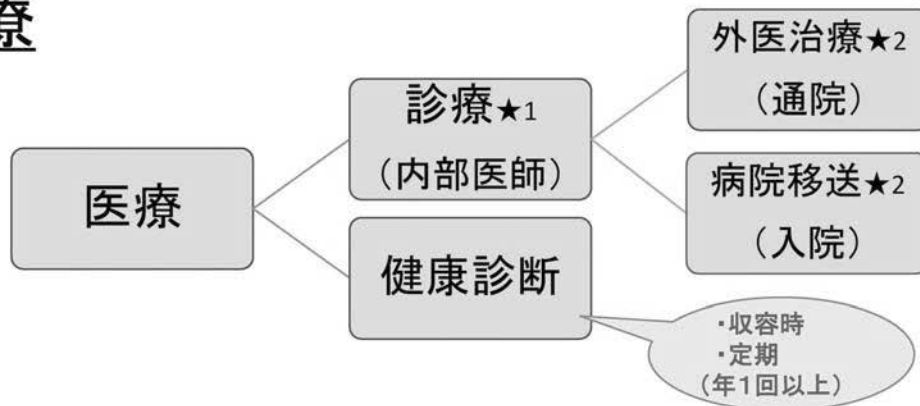 療
医療
診療★1
(内部医師)
健康診断
外医治療★2
(通院)
病院移送★2
(入院)
・収容時
・定期
(年1回以上)